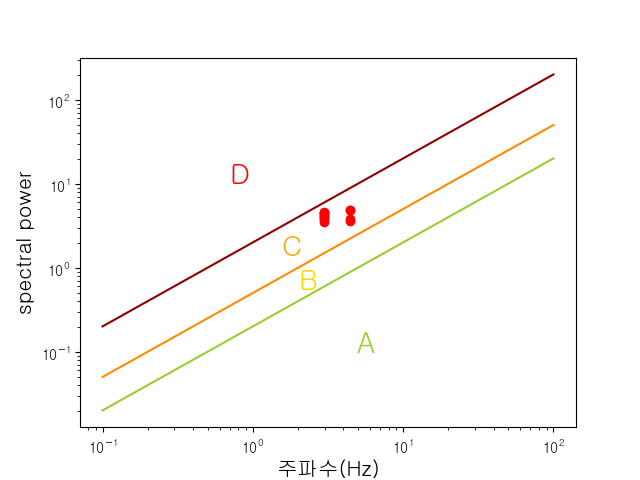 spectral power
10²
10¹
10⁰
10⁻¹
D
C
B
A
10⁻¹ 10⁰ 10¹ 10²
주파수(Hz)